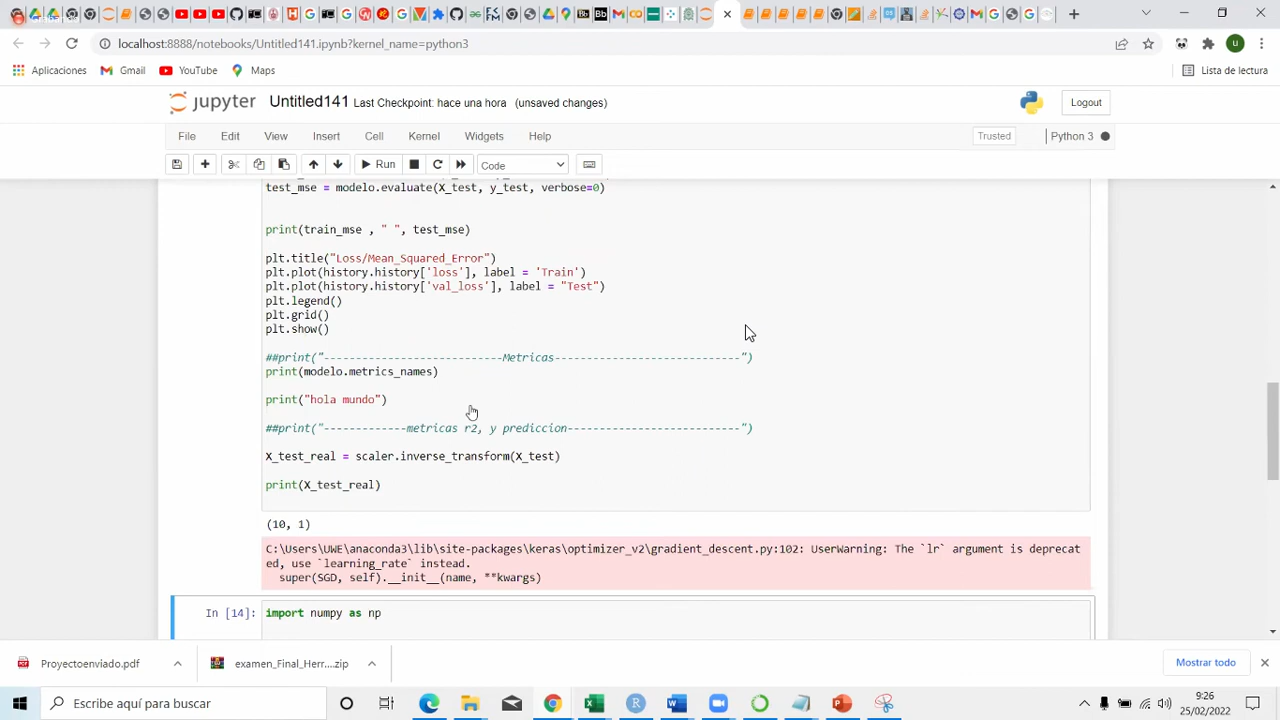 localhost:8888/notebooks/Untitled141.ipynb?kernel_name=python3
Aplicaciones
Gmail
YouTube
Maps
Lista de lectura
jupyter
Untitled141
Last Checkpoint: hace una hora
(unsaved changes)
Logout
File
Edit
View
Insert
Cell
Kernel
Widgets
Help
Trusted
Python 3
Run
Code
test_mse = modelo.evaluate(X_test, y_test, verbose=0)
print(train_mse , " ", test_mse)
plt.title("Loss/Mean_Squared_Error")
plt.plot(history.history['loss'], label = 'Train')
plt.plot(history.history['val_loss'], label = "Test")
plt.legend()
plt.grid()
plt.show()
##print("---------------------------Metricas----------------------------")
print(modelo.metrics_names)
print("hola mundo")
##print("-------------metricas r2, y prediccion--------------------------")
X_test_real = scaler.inverse_transform(X_test)
print(X_test_real)
(10, 1)
C:\Users\UWE\anaconda3\lib\site-packages\keras\optimizer_v2\gradient_descent.py:102: UserWarning: The `lr` argument is deprecat
ed, use `learning_rate` instead.
super(SGD, self).__init__(name, **kwargs)
In [14]:
import numpy as np
Proyectoenviado.pdf
examen_Final_Herr....zip
Mostrar todo
Escribe aquí para buscar
9:26
25/02/2022